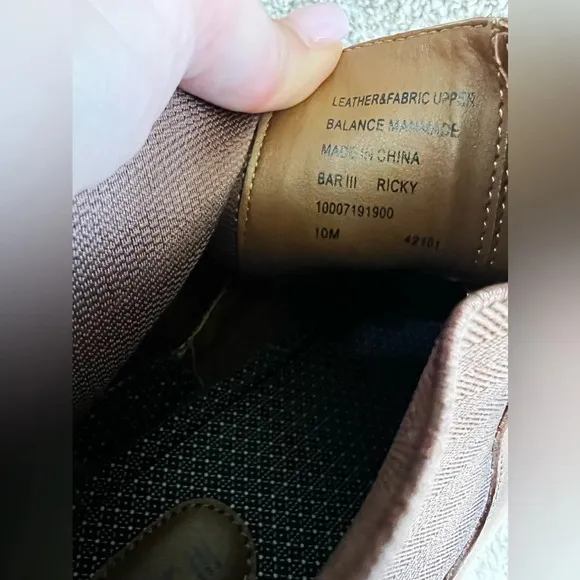 LEATHER&FABRIC UPPER
BALANCE MANMADE
MADE IN CHINA
BAR III RICKY
10007191900
10M 42101